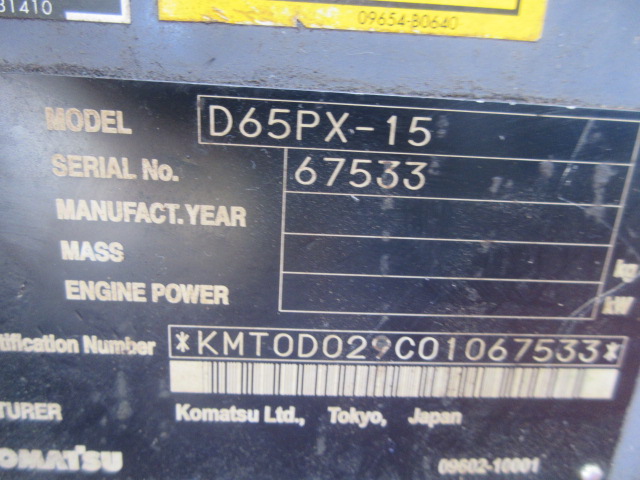 31410
09654-B0640
MODEL D65PX-15
SERIAL No. 67533
MANUFACT.YEAR
MASS kg
ENGINE POWER kW
tification Number *KMT0D029C01067533*
TURER Komatsu Ltd., Tokyo, Japan
OMATSU 09602-10001